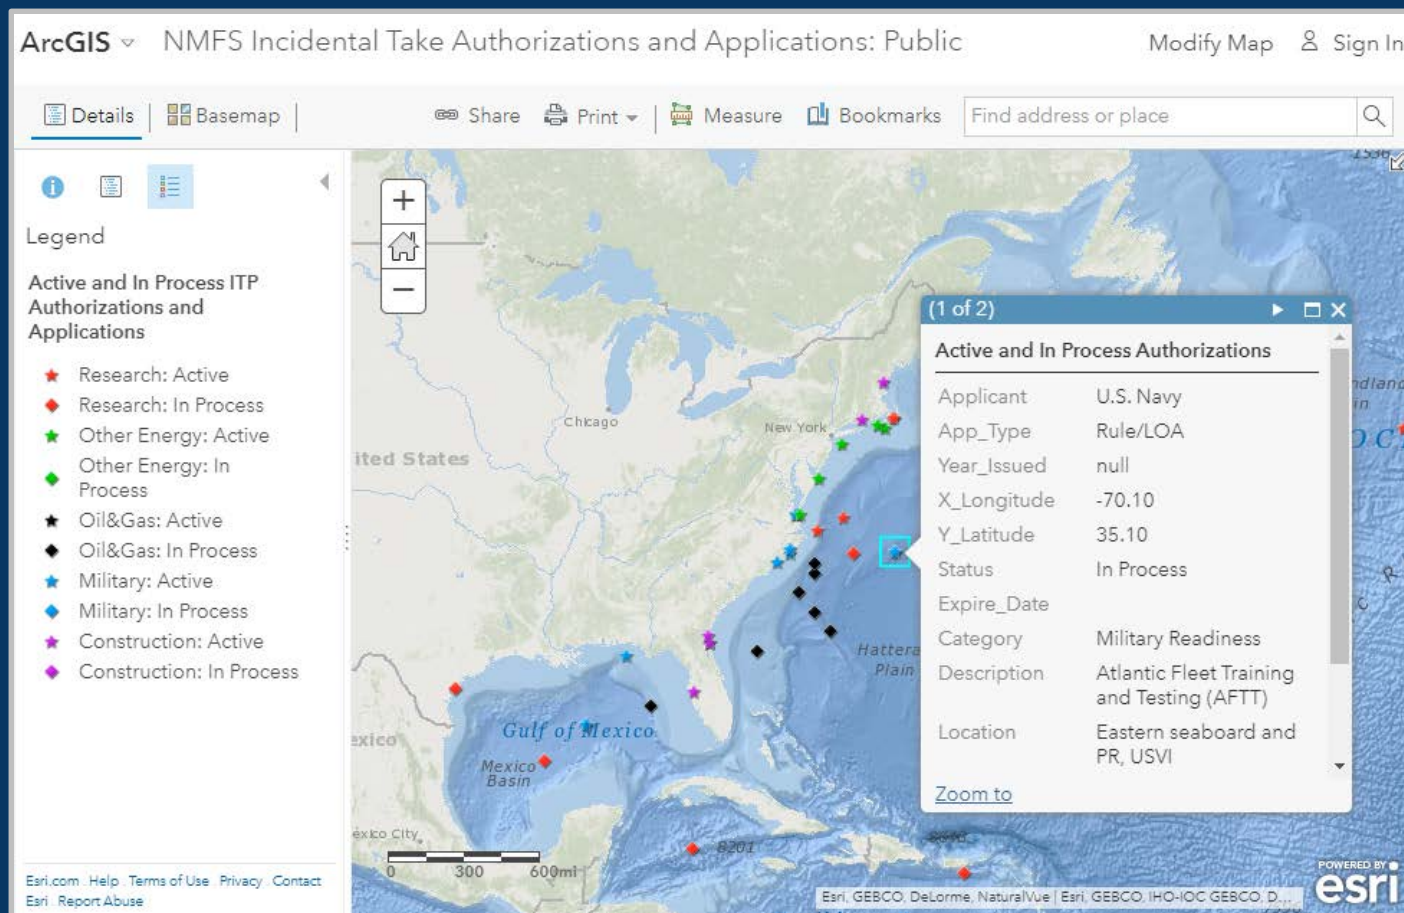 ArcGIS NMFS Incidental Take Authorizations and Applications: Public Modify Map Sign In
Details Basemap Share Print Measure Bookmarks Find address or place
Legend
Active and In Process ITP
Authorizations and
Applications
Research: Active
Research: In Process
Other Energy: Active
Other Energy: In
Process
Oil&Gas: Active
Oil&Gas: In Process
Military: Active
Military: In Process
Construction: Active
Construction: In Process
Esri.com Help Terms of Use Privacy Contact
Esri Report Abuse
+
−
Chicago
New York
ited States
Hattera
Plain
Gulf of Mexico
Mexico
Basin
exico
éxico City
8201
0 300 600mi
(1 of 2)
Active and In Process Authorizations
Applicant U.S. Navy
App_Type Rule/LOA
Year_Issued null
X_Longitude -70.10
Y_Latitude 35.10
Status In Process
Expire_Date
Category Military Readiness
Description Atlantic Fleet Training
and Testing (AFTT)
Location Eastern seaboard and
PR, USVI
Zoom to
ndland
in
OC
POWERED BY
esri
Esri, GEBCO, DeLorme, NaturalVue | Esri, GEBCO, IHO-IOC GEBCO, D...